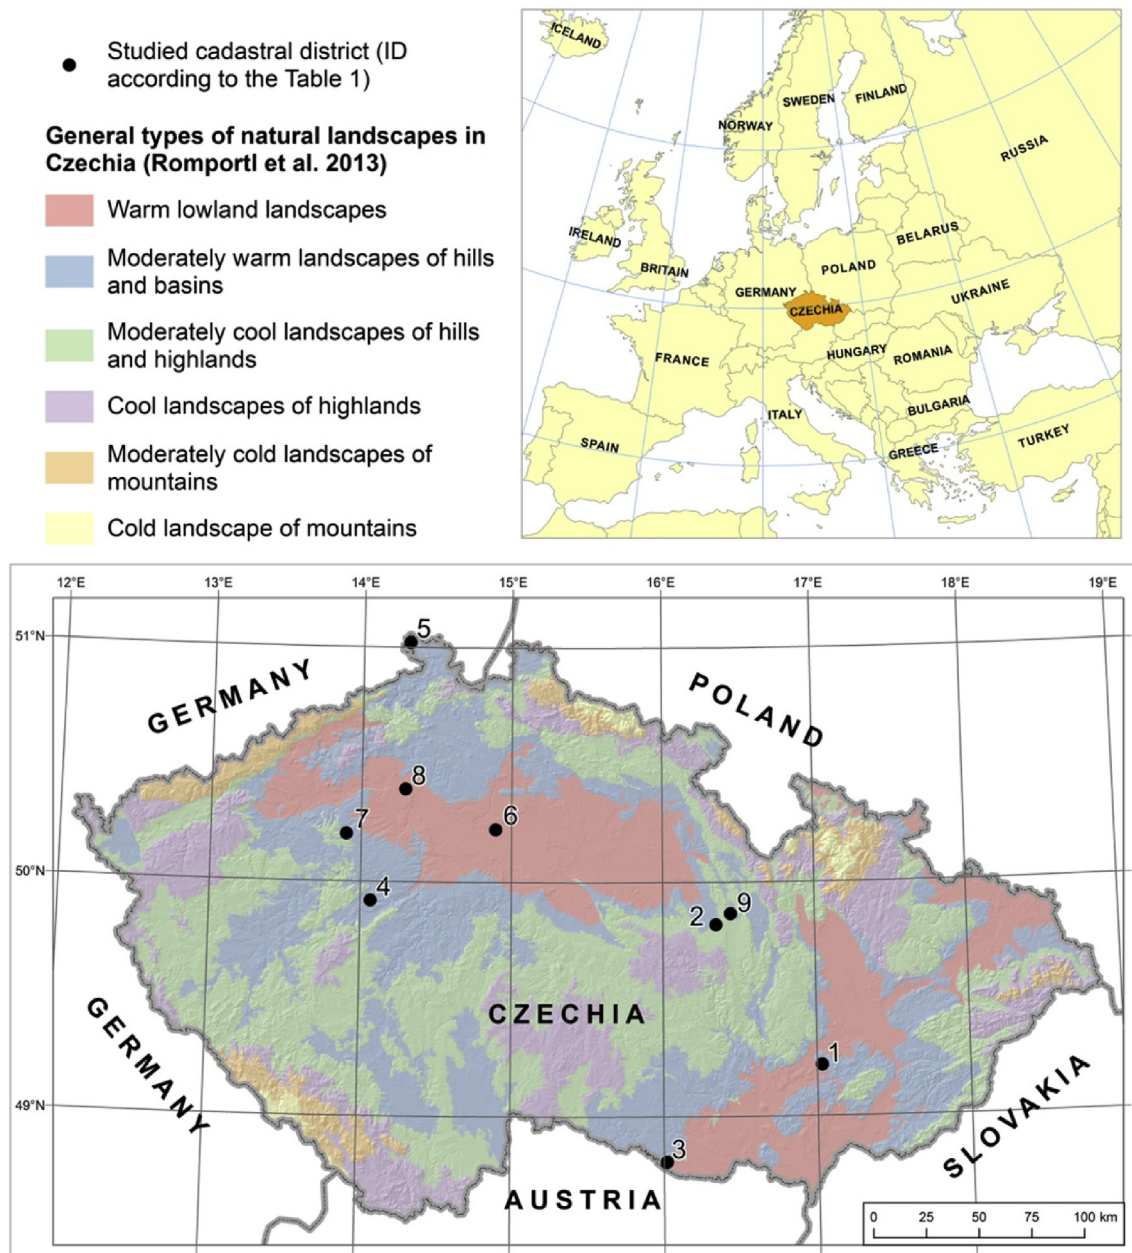 Studied cadastral district (ID
according to the Table 1)
General types of natural landscapes in
Czechia (Romportl et al. 2013)
Warm lowland landscapes
Moderately warm landscapes of hills
and basins
Moderately cool landscapes of hills
and highlands
Cool landscapes of highlands
Moderately cold landscapes of
mountains
Cold landscape of mountains
ICELAND
SWEDEN
FINLAND
NORWAY
RUSSIA
IRELAND
BELARUS
BRITAIN
POLAND
GERMANY
UKRAINE
CZECHIA
HUNGARY
ROMANIA
FRANCE
BULGARIA
ITALY
TURKEY
SPAIN
GREECE
12°E 13°E 14°E 15°E 16°E 17°E 18°E 19°E
51°N
5
GERMANY
POLAND
8
7
6
50°N
4
2
9
CZECHIA
GERMANY
1
49°N
SLOVAKIA
3
AUSTRIA
0 25 50 75 100 km